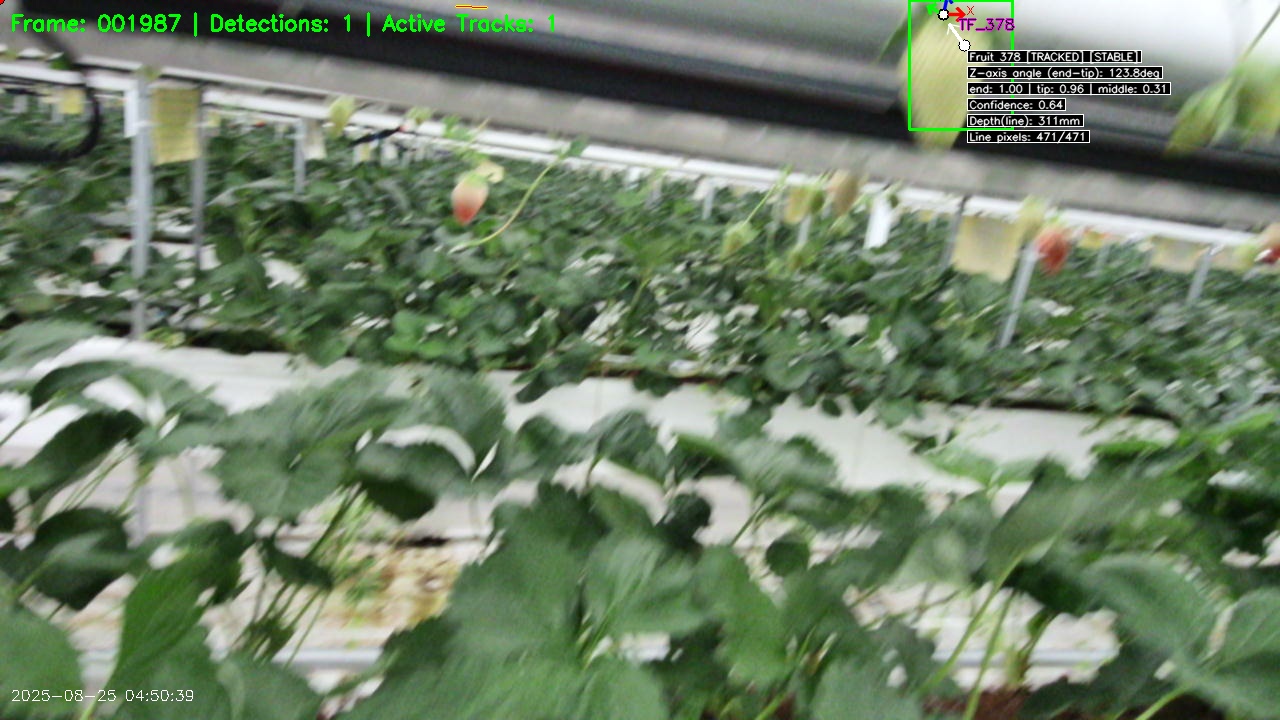 Frame: 001987 | Detections: 1 | Active Tracks: 1
X
TF_378
Fruit 378 [TRACKED] [STABLE]
Z-axis angle (end-tip): 123.8deg
end: 1.00 | tip: 0.96 | middle: 0.31
Confidence: 0.64
Depth(line): 311mm
Line pixels: 471/471
2025-08-25 04:50:39